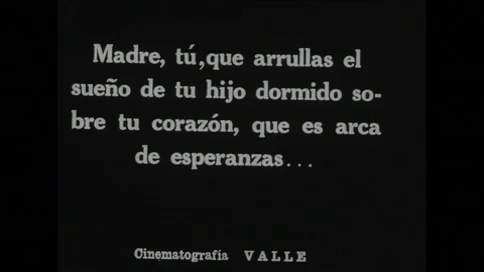 Madre, tú, que arrullas el
sueño de tu hijo dormido so-
bre tu corazón, que es arca
de esperanzas...
Cinematografía VALLE